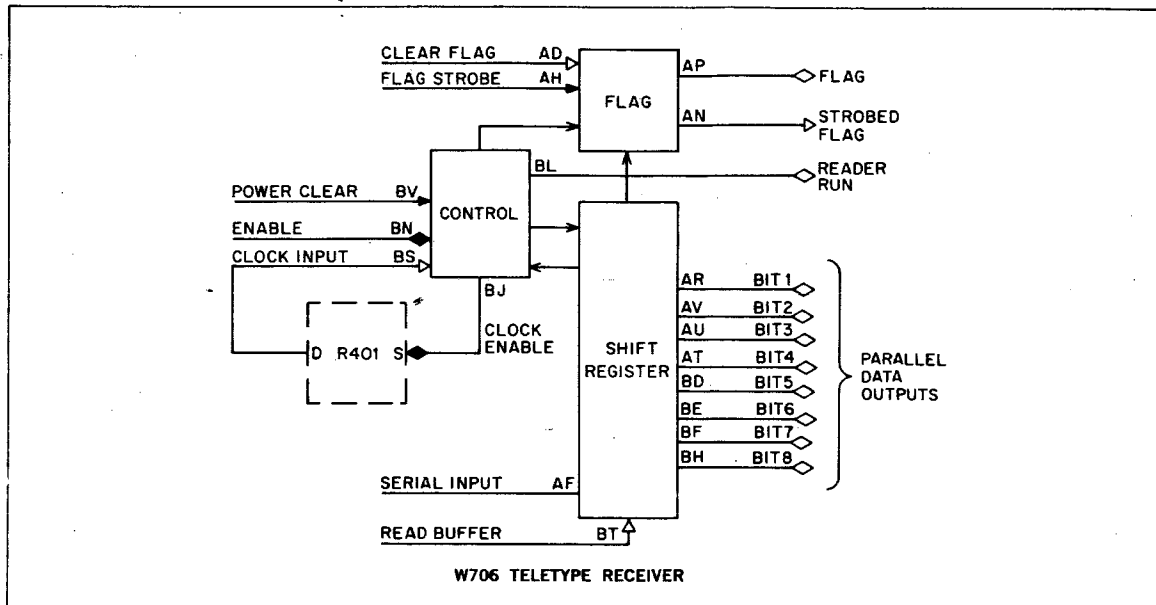 CLEAR FLAG AD
FLAG STROBE AH
FLAG
AP FLAG
AN STROBED
FLAG
BL READER
RUN
POWER CLEAR BV
CONTROL
ENABLE BN
CLOCK INPUT BS
BJ
CLOCK
ENABLE
D R401 S
SHIFT
REGISTER
AR BIT1
AV BIT2
AU BIT3
AT BIT4
BD BIT5
BE BIT6
BF BIT7
BH BIT8
PARALLEL
DATA
OUTPUTS
SERIAL INPUT AF
READ BUFFER BT
W706 TELETYPE RECEIVER